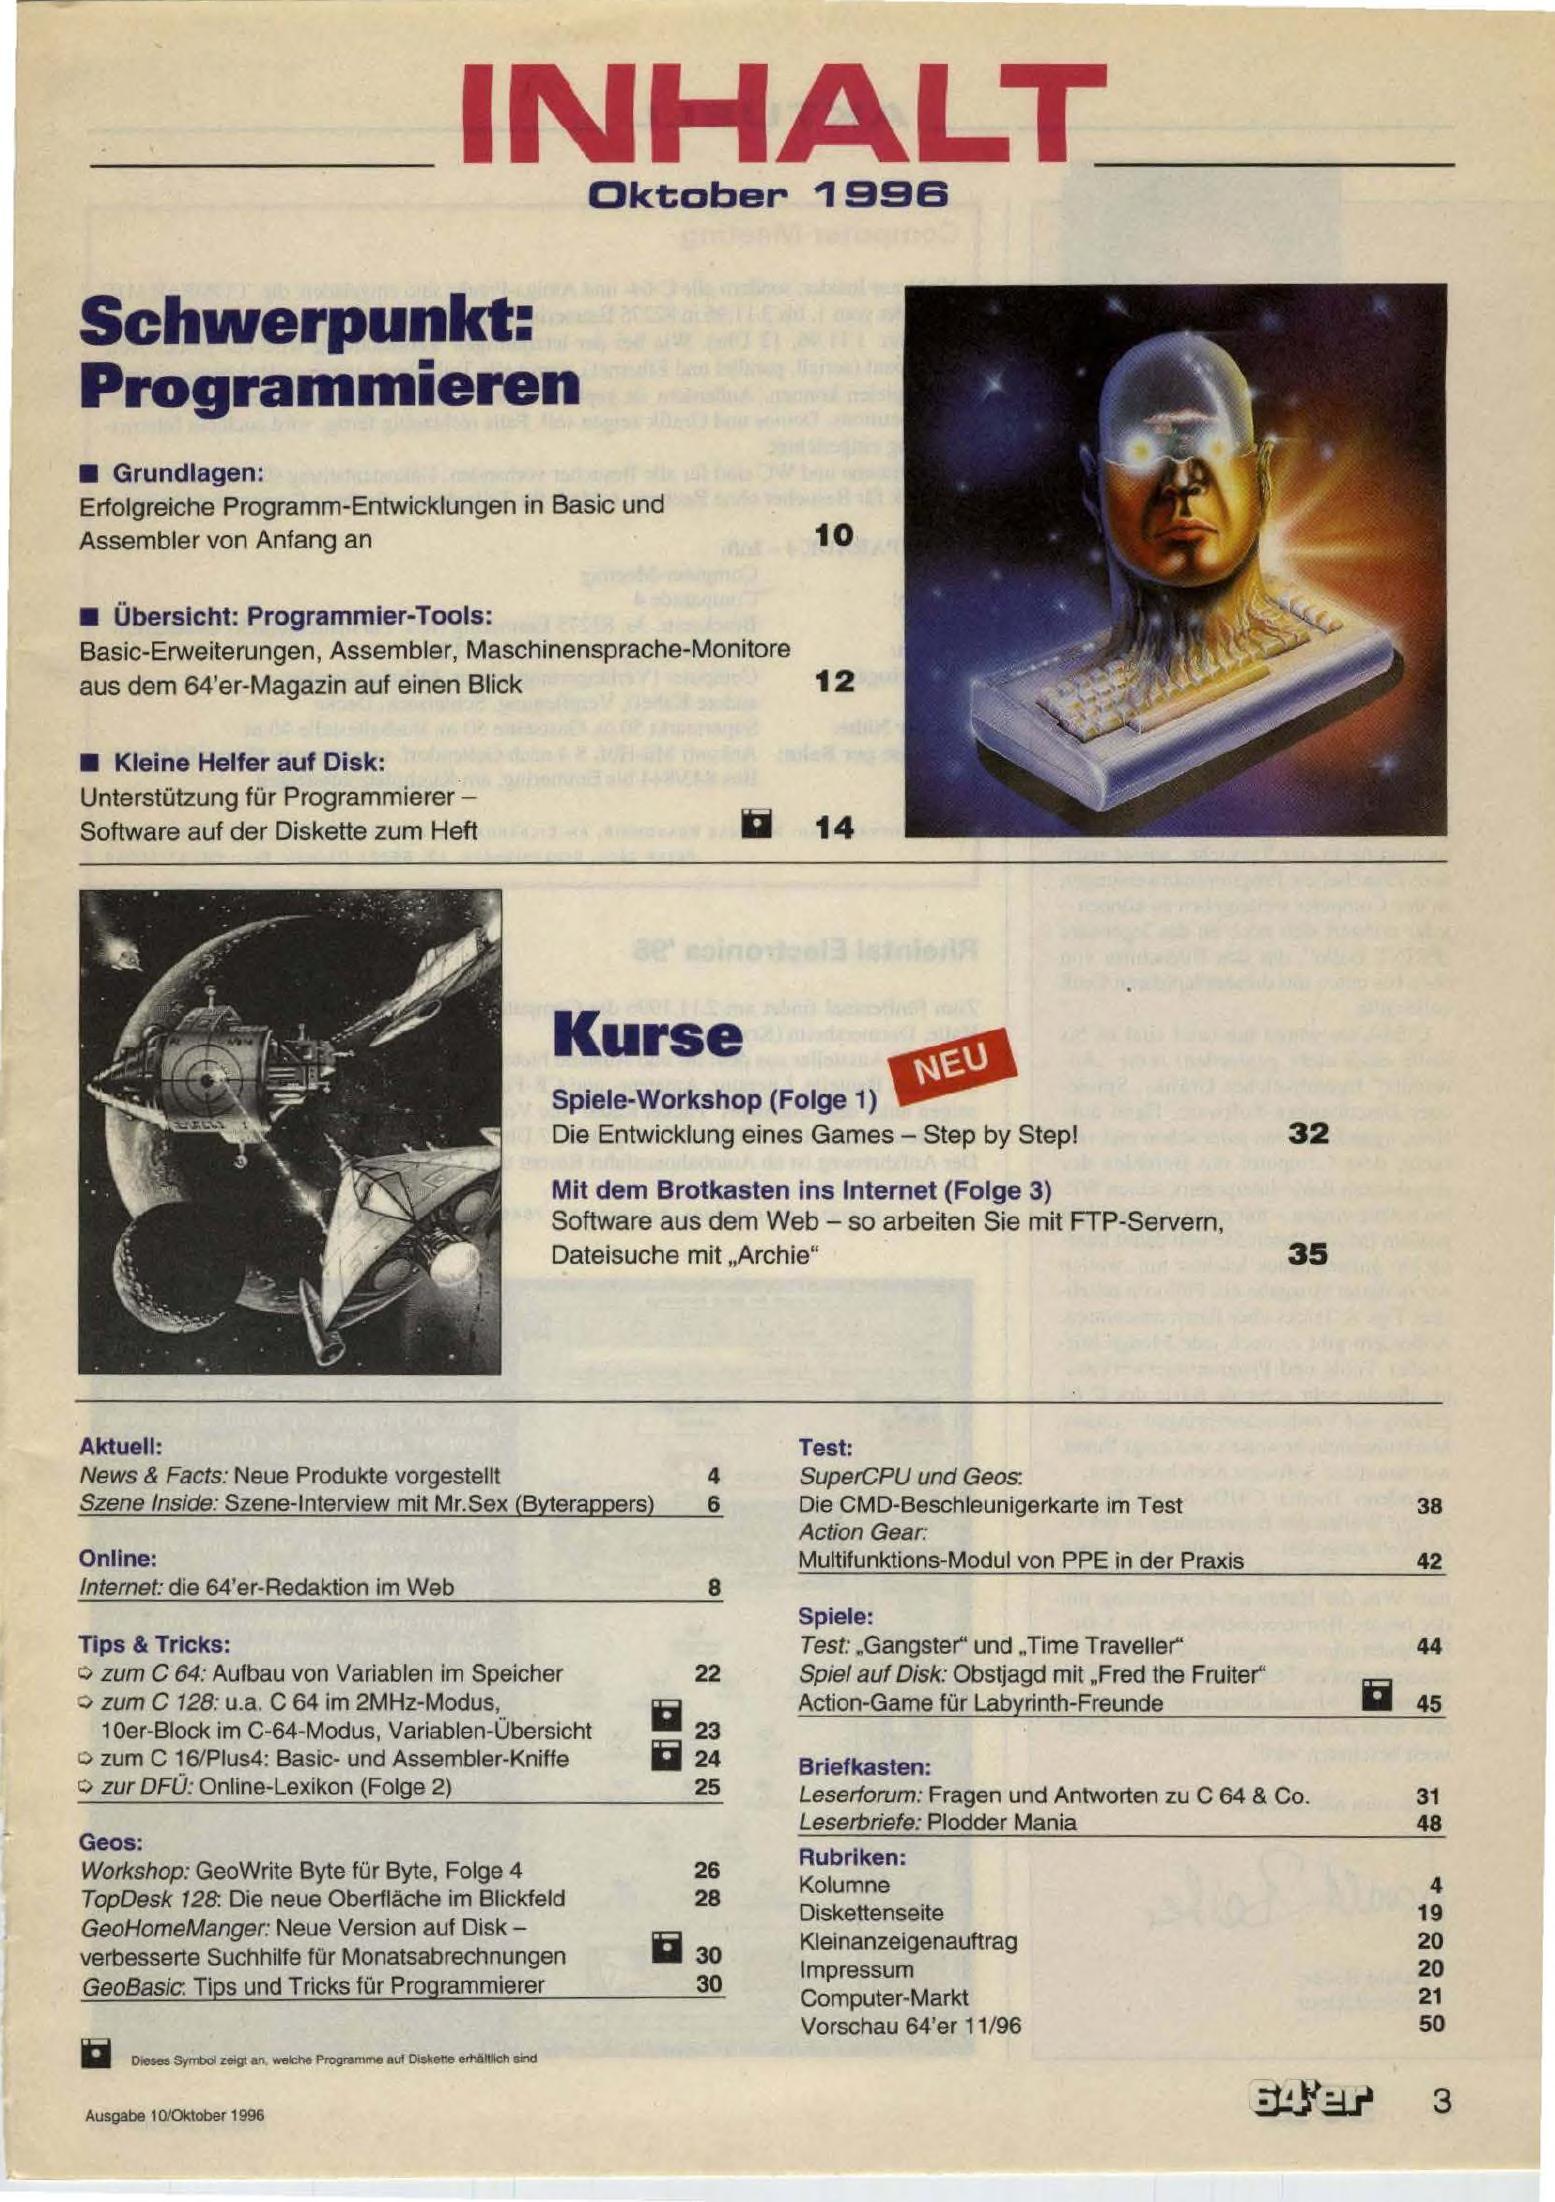 INHALT
Oktober 1996
Schwerpunkt:
Programmieren
■ Grundlagen:
Erfolgreiche Programm-Entwicklungen in Basic und
Assembler von Anfang an 10
■ Übersicht: Programmier-Tools:
Basic-Erweiterungen, Assembler, Maschinensprache-Monitore
aus dem 64'er-Magazin auf einen Blick 12
■ Kleine Helfer auf Disk:
Unterstützung für Programmierer –
Software auf der Diskette zum Heft 14
Kurse
NEU
Spiele-Workshop (Folge 1)
Die Entwicklung eines Games – Step by Step! 32
Mit dem Brotkasten ins Internet (Folge 3)
Software aus dem Web – so arbeiten Sie mit FTP-Servern,
Dateisuche mit „Archie“ 35
Aktuell:
News & Facts: Neue Produkte vorgestellt 4
Szene Inside: Szene-Interview mit Mr.Sex (Byterappers) 6
Online:
Internet: die 64'er-Redaktion im Web 8
Tips & Tricks:
➪ zum C 64: Aufbau von Variablen im Speicher 22
➪ zum C 128: u.a. C 64 im 2MHz-Modus,
10er-Block im C-64-Modus, Variablen-Übersicht 23
➪ zum C 16/Plus4: Basic- und Assembler-Kniffe 24
➪ zur DFÜ: Online-Lexikon (Folge 2) 25
Geos:
Workshop: GeoWrite Byte für Byte, Folge 4 26
TopDesk 128: Die neue Oberfläche im Blickfeld 28
GeoHomeManger: Neue Version auf Disk –
verbesserte Suchhilfe für Monatsabrechnungen 30
GeoBasic: Tips und Tricks für Programmierer 30
Dieses Symbol zeigt an, welche Programme auf Diskette erhältlich sind
Test:
SuperCPU und Geos:
Die CMD-Beschleunigerkarte im Test 38
Action Gear:
Multifunktions-Modul von PPE in der Praxis 42
Spiele:
Test: „Gangster“ und „Time Traveller“ 44
Spiel auf Disk: Obstjagd mit „Fred the Fruiter“
Action-Game für Labyrinth-Freunde 45
Briefkasten:
Leserforum: Fragen und Antworten zu C 64 & Co. 31
Leserbriefe: Plodder Mania 48
Rubriken:
Kolumne 4
Diskettenseite 19
Kleinanzeigenauftrag 20
Impressum 20
Computer-Markt 21
Vorschau 64'er 11/96 50
Ausgabe 10/Oktober 1996
64'er 3